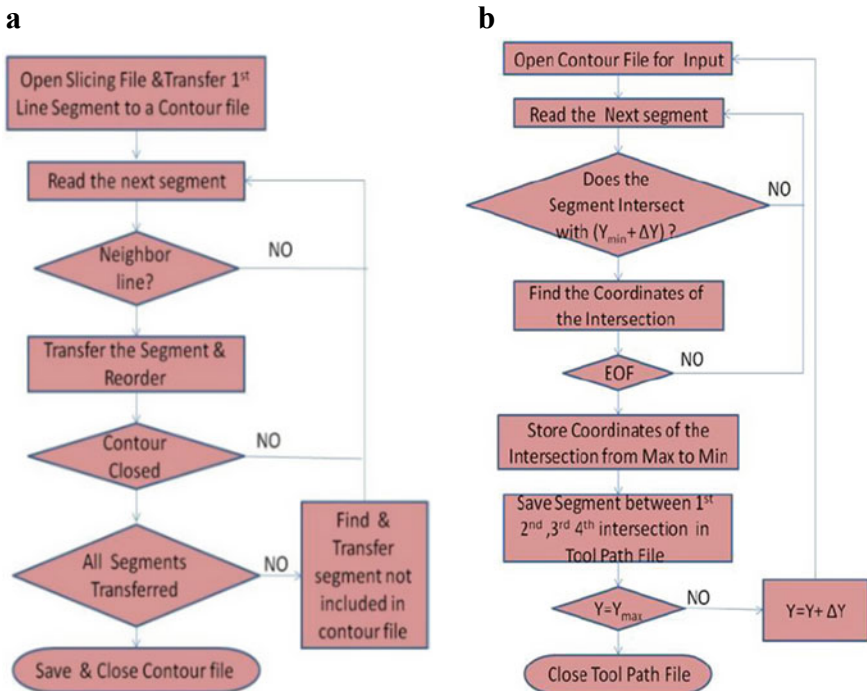 a
Open Slicing File &Transfer 1st
Line Segment to a Contour file
Read the next segment
Neighbor
line?
NO
Transfer the Segment &
Reorder
Contour
Closed
NO
All Segments
Transferred
NO
Find &
Transfer
segment not
included in
contour file
Save & Close Contour file
b
Open Contour File for Input
Read the Next segment
Does the
Segment Intersect
with (Ymin+ ΔY) ?
NO
Find the Coordinates of
the Intersection
EOF
NO
Store Coordinates of the
Intersection from Max to Min
Save Segment between 1st
2nd ,3rd 4th intersection in
Tool Path File
Y=Ymax
NO
Y=Y+ ΔY
Close Tool Path File